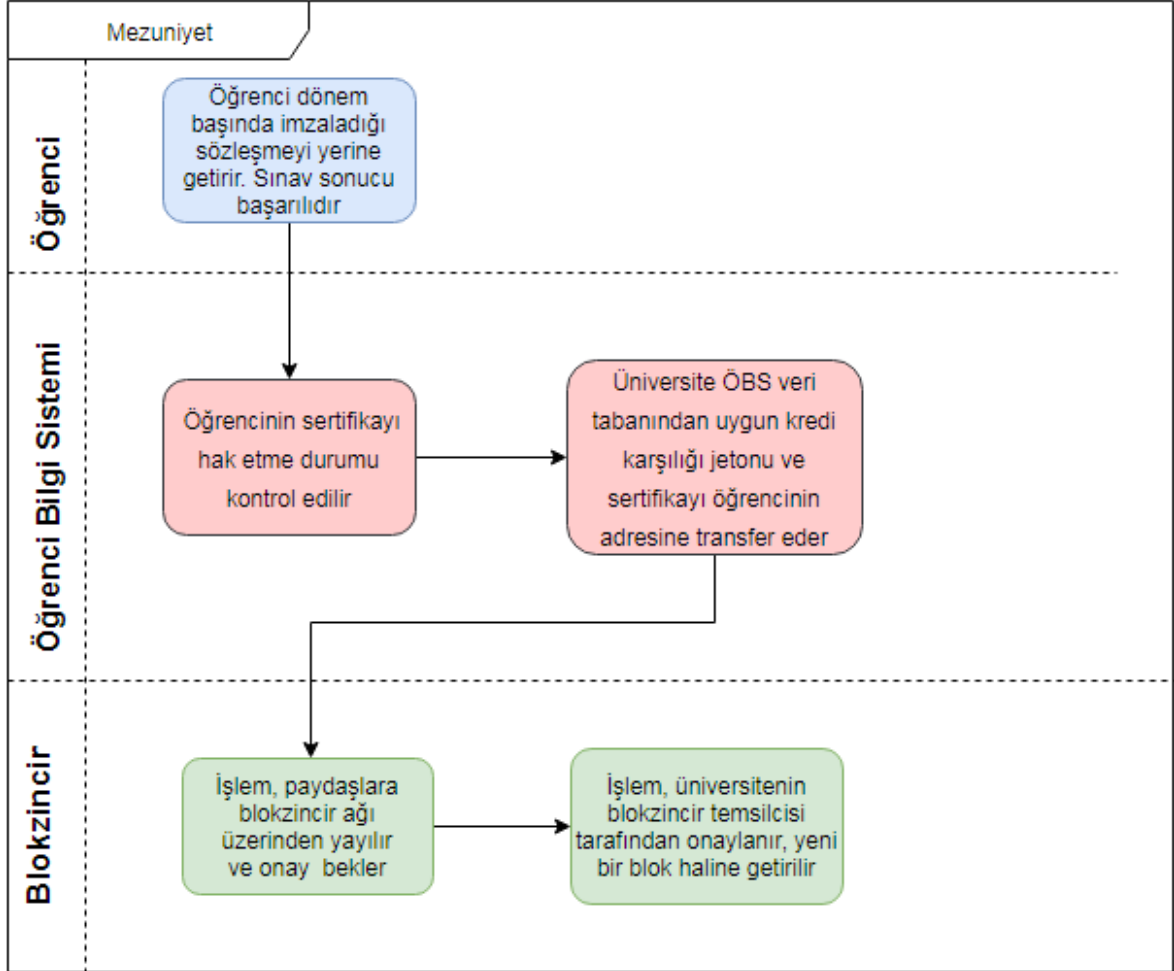 Mezuniyet
Öğrenci
Öğrenci dönem
başında imzaladığı
sözleşmeyi yerine
getirir. Sınav sonucu
başarılıdır
Öğrenci Bilgi Sistemi
Öğrencinin sertifikayı
hak etme durumu
kontrol edilir
Üniversite ÖBS veri
tabanından uygun kredi
karşılığı jetonu ve
sertifikayı öğrencinin
adresine transfer eder
Blokzincir
İşlem, paydaşlara
blokzincir ağı
üzerinden yayılır
ve onay bekler
İşlem, üniversitenin
blokzincir temsilcisi
tarafından onaylanır, yeni
bir blok haline getirilir